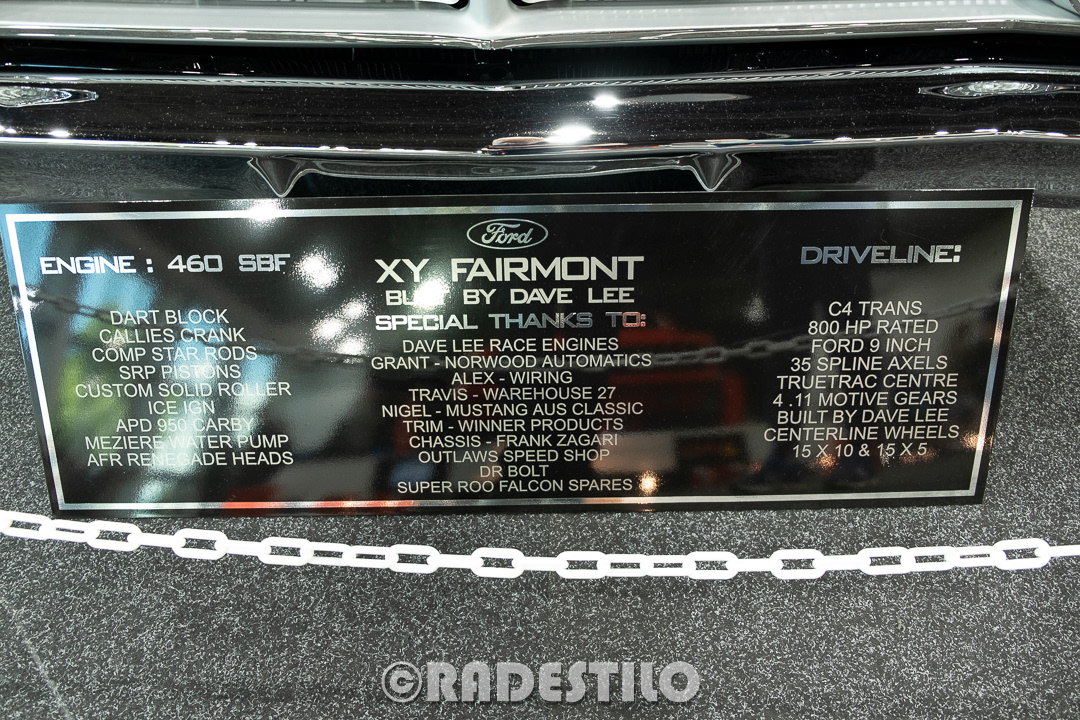 Ford
ENGINE : 460 SBF
DART BLOCK
CALLIES CRANK
COMP STAR RODS
SRP PISTONS
CUSTOM SOLID ROLLER
ICE IGN
APD 950 CARBY
MEZIERE WATER PUMP
AFR RENEGADE HEADS
XY FAIRMONT
BUILT BY DAVE LEE
SPECIAL THANKS TO:
DAVE LEE RACE ENGINES
GRANT - NORWOOD AUTOMATICS
ALEX - WIRING
TRAVIS - WAREHOUSE 27
NIGEL - MUSTANG AUS CLASSIC
TRIM - WINNER PRODUCTS
CHASSIS - FRANK ZAGARI
OUTLAWS SPEED SHOP
DR BOLT
SUPER ROO FALCON SPARES
DRIVELINE:
C4 TRANS
800 HP RATED
FORD 9 INCH
35 SPLINE AXELS
TRUETRAC CENTRE
4 .11 MOTIVE GEARS
BUILT BY DAVE LEE
CENTERLINE WHEELS
15 X 10 & 15 X 5
©RADESTILO